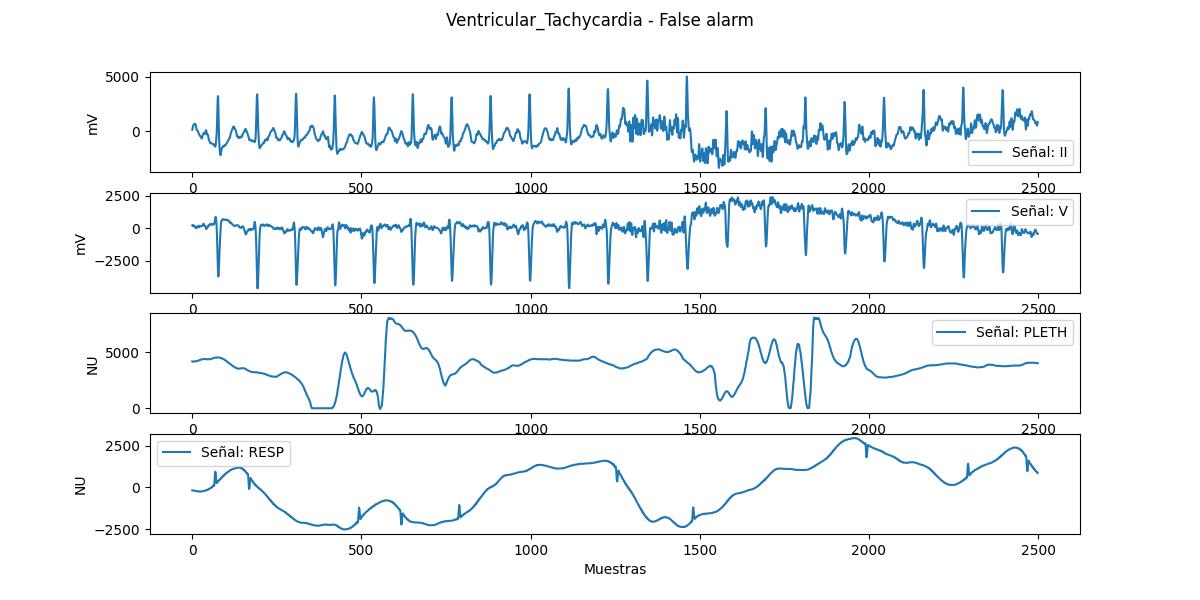 Ventricular_Tachycardia - False alarm
5000
0
mV
Señal: II
0 500 1000 1500 2000 2500
2500
0
−2500
mV
Señal: V
0 500 1000 1500 2000 2500
5000
0
NU
Señal: PLETH
0 500 1000 1500 2000 2500
2500
0
−2500
NU
Señal: RESP
0 500 1000 1500 2000 2500
Muestras